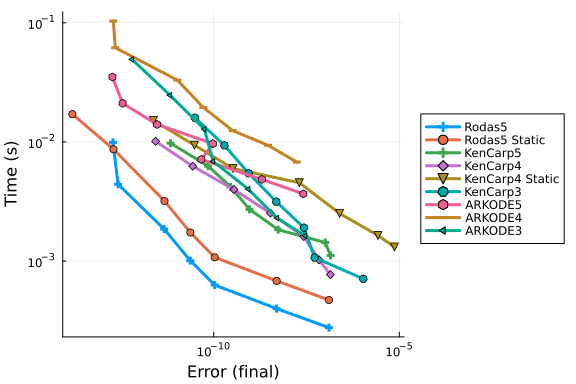 10⁻¹
10⁻²
10⁻³
Time (s)
10⁻¹⁰
10⁻⁵
Error (final)
Rodas5
Rodas5 Static
KenCarp5
KenCarp4
KenCarp4 Static
KenCarp3
ARKODE5
ARKODE4
ARKODE3